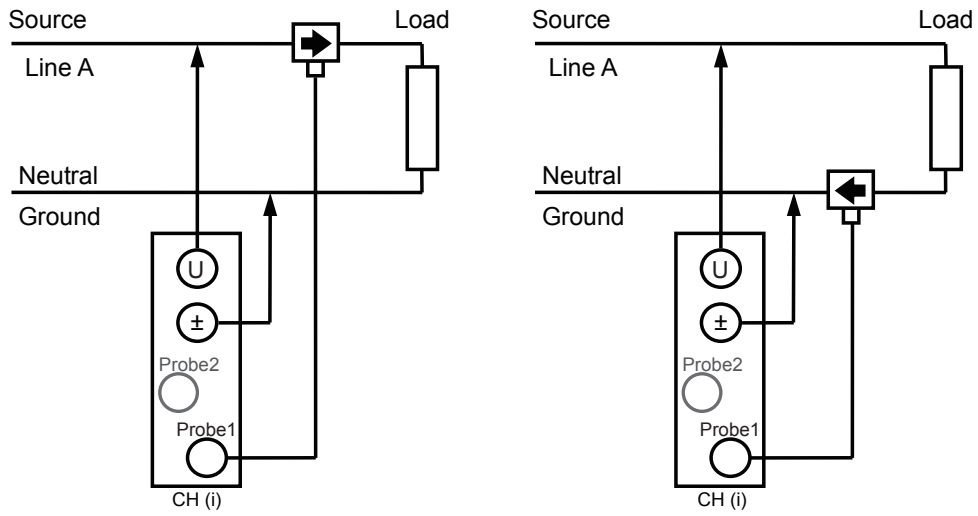 Source
Load
Line A
Neutral
Ground
U
±
Probe2
Probe1
CH (i)
Source
Load
Line A
Neutral
Ground
U
±
Probe2
Probe1
CH (i)